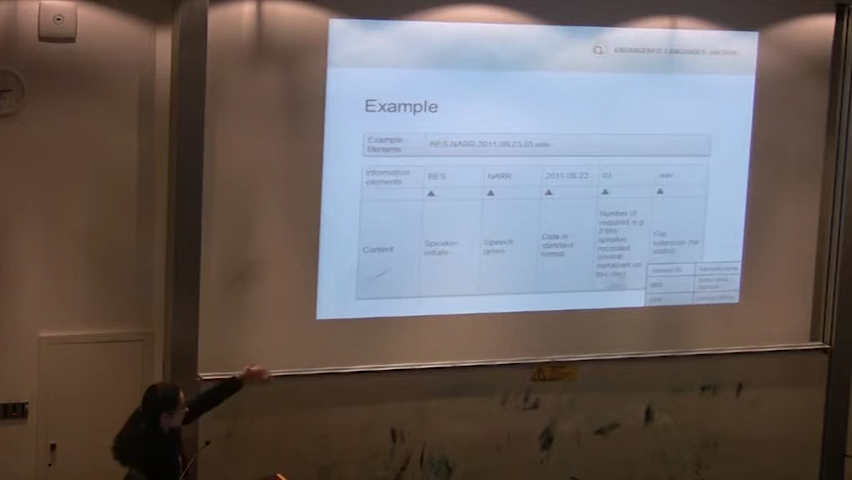 ENDANGERED LANGUAGES ARCHIVE
Example
Example filename
BES.NARR.2011-08-23.03.wav
Information elements
BES
NARR
2011-08-23
03
wav
Content
Speaker initials
Speech genre
Date in standard format
Number (if required, e.g.
if this
speaker
recorded
several
narratives on
this day)
File
extension (for
audio)